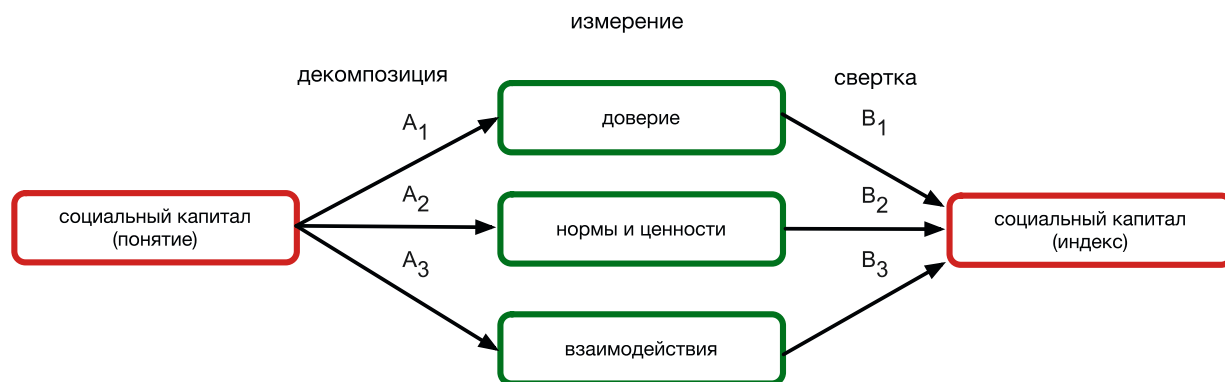 измерение
декомпозиция
свертка
A1
доверие
B1
социальный капитал
(понятие)
A2
нормы и ценности
B2
социальный капитал
(индекс)
A3
взаимодействия
B3